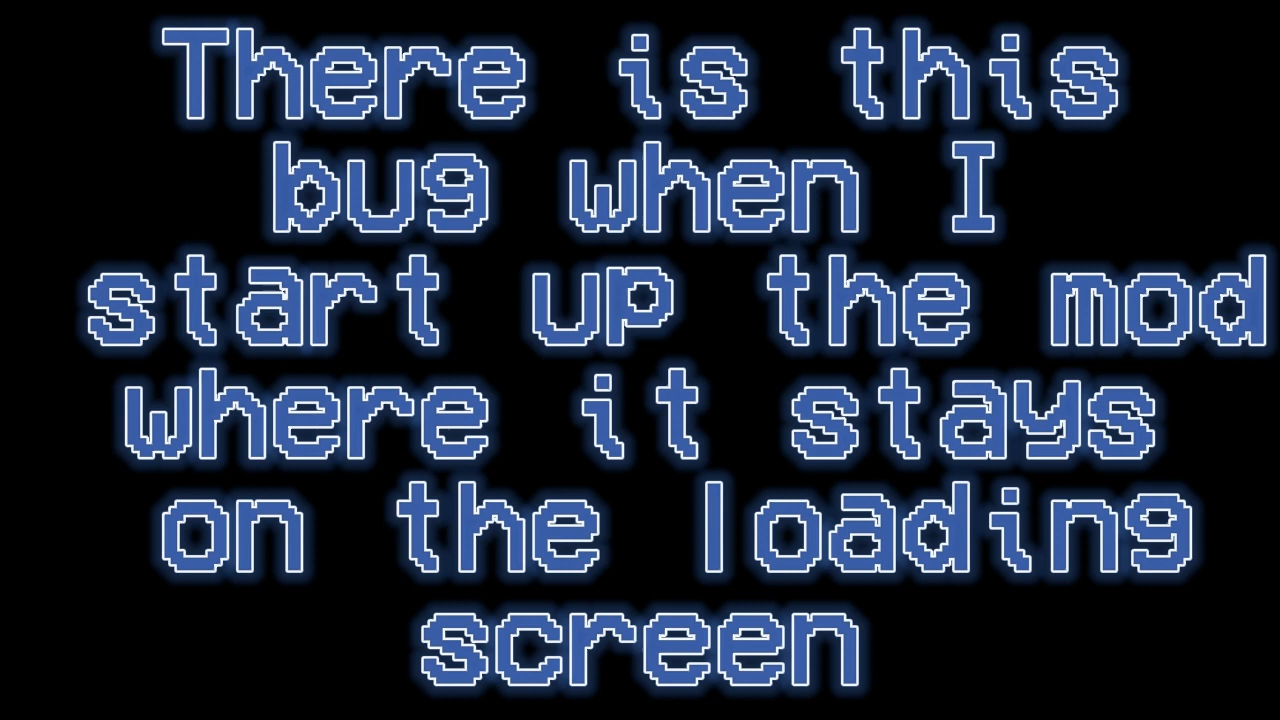 There is this
bug when I
start up the mod
where it stays
on the loading
screen